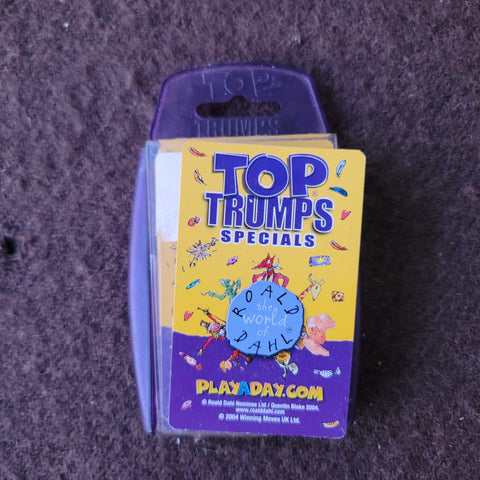 TOP
TRUMPS
TOP
TRUMPS
SPECIALS
ROALD
the
world
of
DAHL
PLAYADAY.COM
© Roald Dahl Nominee Ltd / Quentin Blake 2004.
www.roalddahl.com
© 2004 Winning Moves UK Ltd.